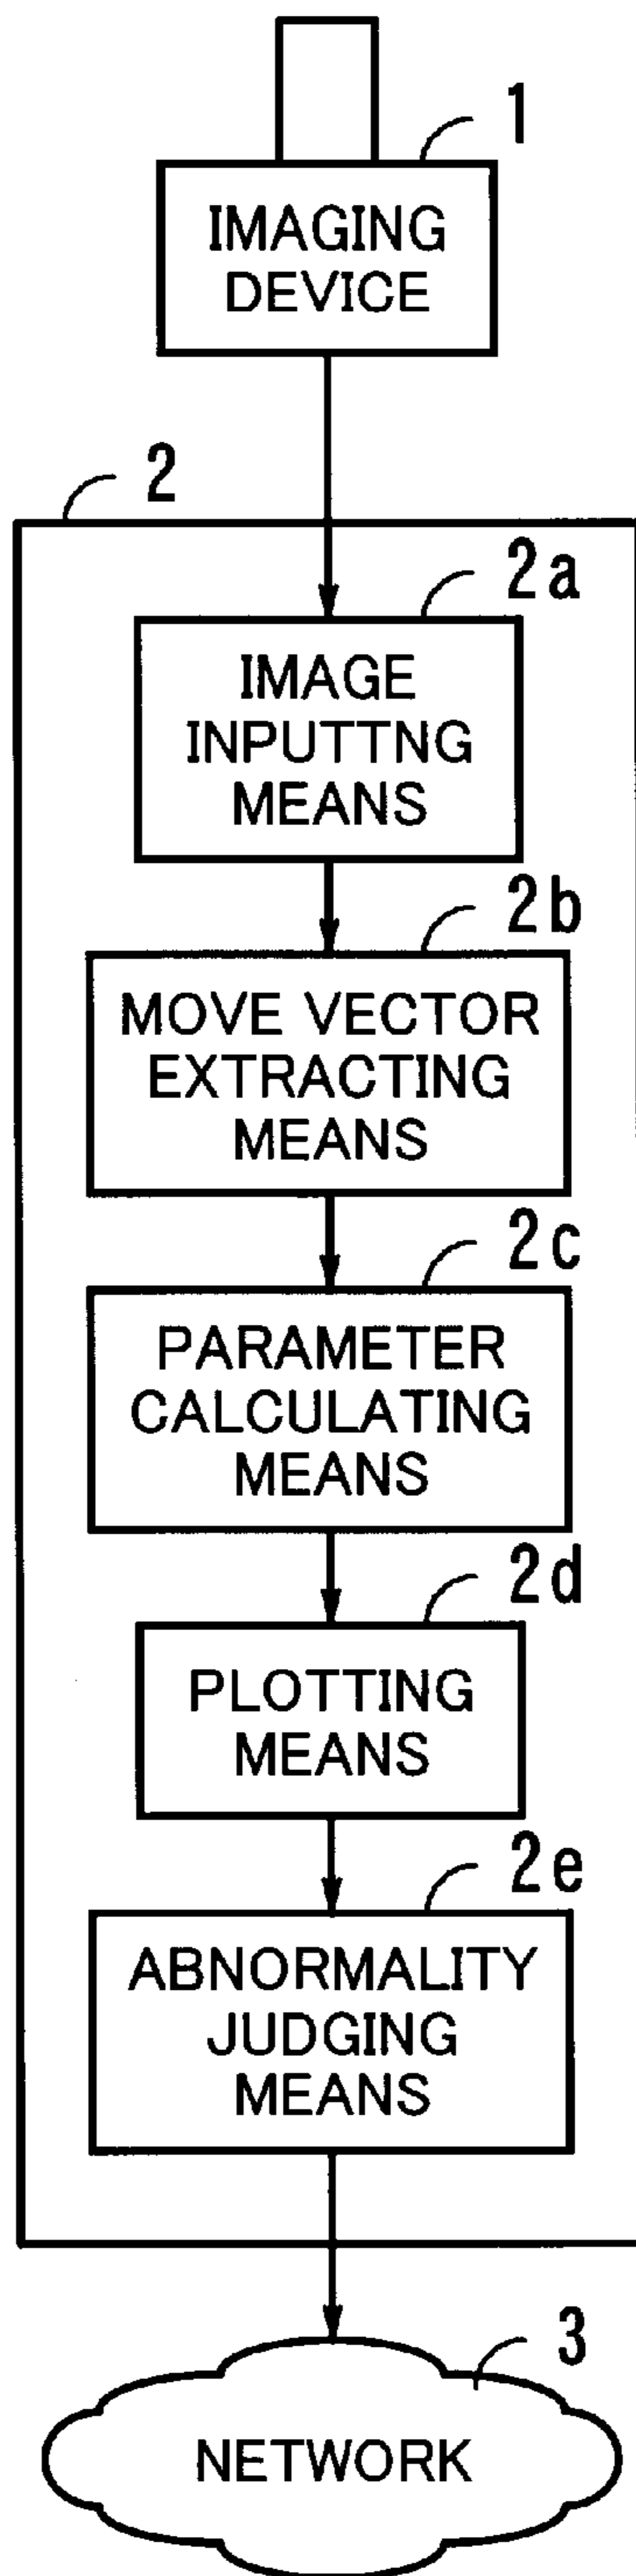 1
IMAGING
DEVICE
2
2a
IMAGE
INPUTTNG
MEANS
2b
MOVE VECTOR
EXTRACTING
MEANS
2c
PARAMETER
CALCULATING
MEANS
2d
PLOTTING
MEANS
2e
ABNORMALITY
JUDGING
MEANS
3
NETWORK